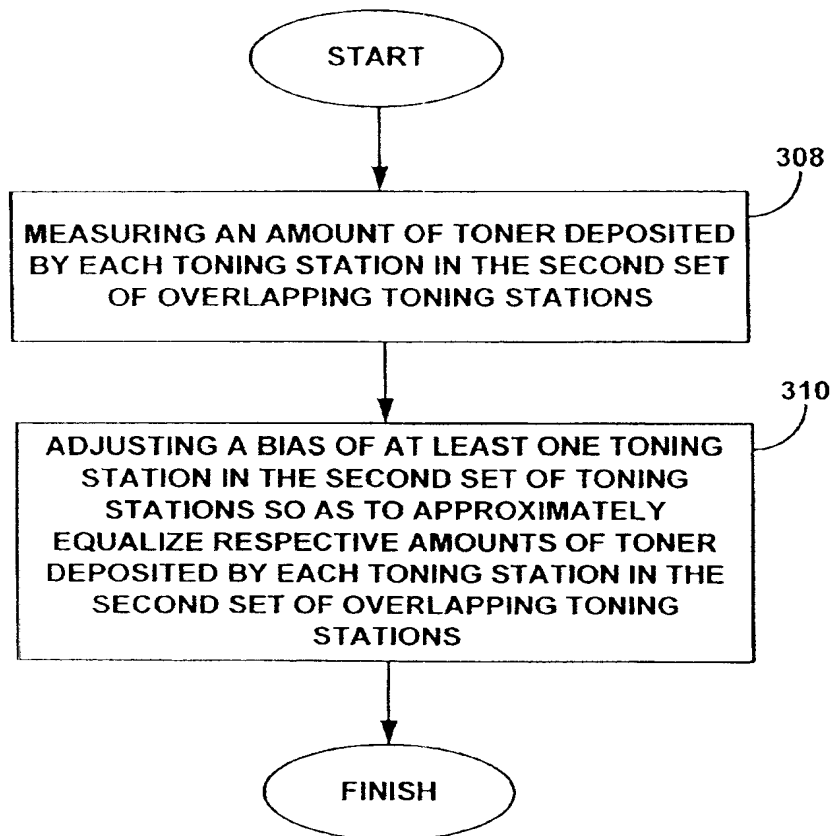 START
308
MEASURING AN AMOUNT OF TONER DEPOSITED
BY EACH TONING STATION IN THE SECOND SET
OF OVERLAPPING TONING STATIONS
310
ADJUSTING A BIAS OF AT LEAST ONE TONING
STATION IN THE SECOND SET OF TONING
STATIONS SO AS TO APPROXIMATELY
EQUALIZE RESPECTIVE AMOUNTS OF TONER
DEPOSITED BY EACH TONING STATION IN THE
SECOND SET OF OVERLAPPING TONING
STATIONS
FINISH